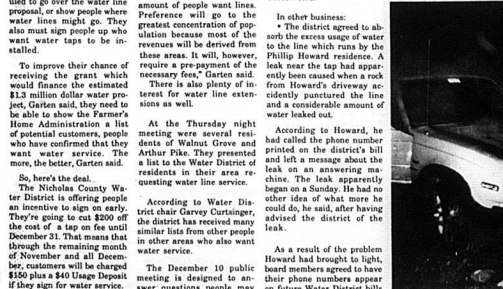 uled to go over the water line
proposal, or show people where
water lines might go. They
also must sign people up who
want water taps to be in-
stalled.
To improve their chance of
receiving the grant which
would finance the estimated
$1.3 million dollar water pro-
ject, Garten said, they need to
be able to show the Farmer's
Home Administration a list
of potential customers, people
who have confirmed that they
want water service. The
more, the better, Garten said.
So, here's the deal.
The Nicholas County Wa-
ter District is offering people
an incentive to sign on early.
They're going to cut $200 off
the cost of a tap on fee until
December 31. That means that
through the remaining month
of November and all Decem-
ber, customers will be charged
$150 plus a $40 Usage Deposit
if they sign for water service.
amount of people want lines.
Preference will go to the
greatest concentration of pop-
ulation because most of the
revenues will be derived from
these areas. It will, however,
require a pre-payment of the
necessary fees," Garten said.
There is also plenty of in-
terest for water line exten-
sions as well.
At the Thursday night
meeting were several resi-
dents of Walnut Grove and
Arthur Pike. They presented
a list to the Water District of
residents in their area re-
questing water line service.
According to Water Dis-
trict chair Garvey Curtsinger,
the district has received many
similar lists from other people
in other areas who also want
water service.
The December 10 public
meeting is designed to an-
swer questions people may
In other business:
• The district agreed to ab-
sorb the excess usage of water
to the line which runs by the
Phillip Howard residence. A
leak near the tap had appar-
ently been caused when a rock
from Howard's driveway ac-
cidently punctured the line
and a considerable amount of
water leaked out.
According to Howard, he
had called the phone number
printed on the district's bill
and left a message about the
leak on an answering ma-
chine. The leak apparently
began on a Sunday. He had no
other idea of what more he
could do, he said, after having
advised the district of the
leak.
As a result of the problem
Howard had brought to light,
board members agreed to have
their phone numbers appear
on future Water District bills